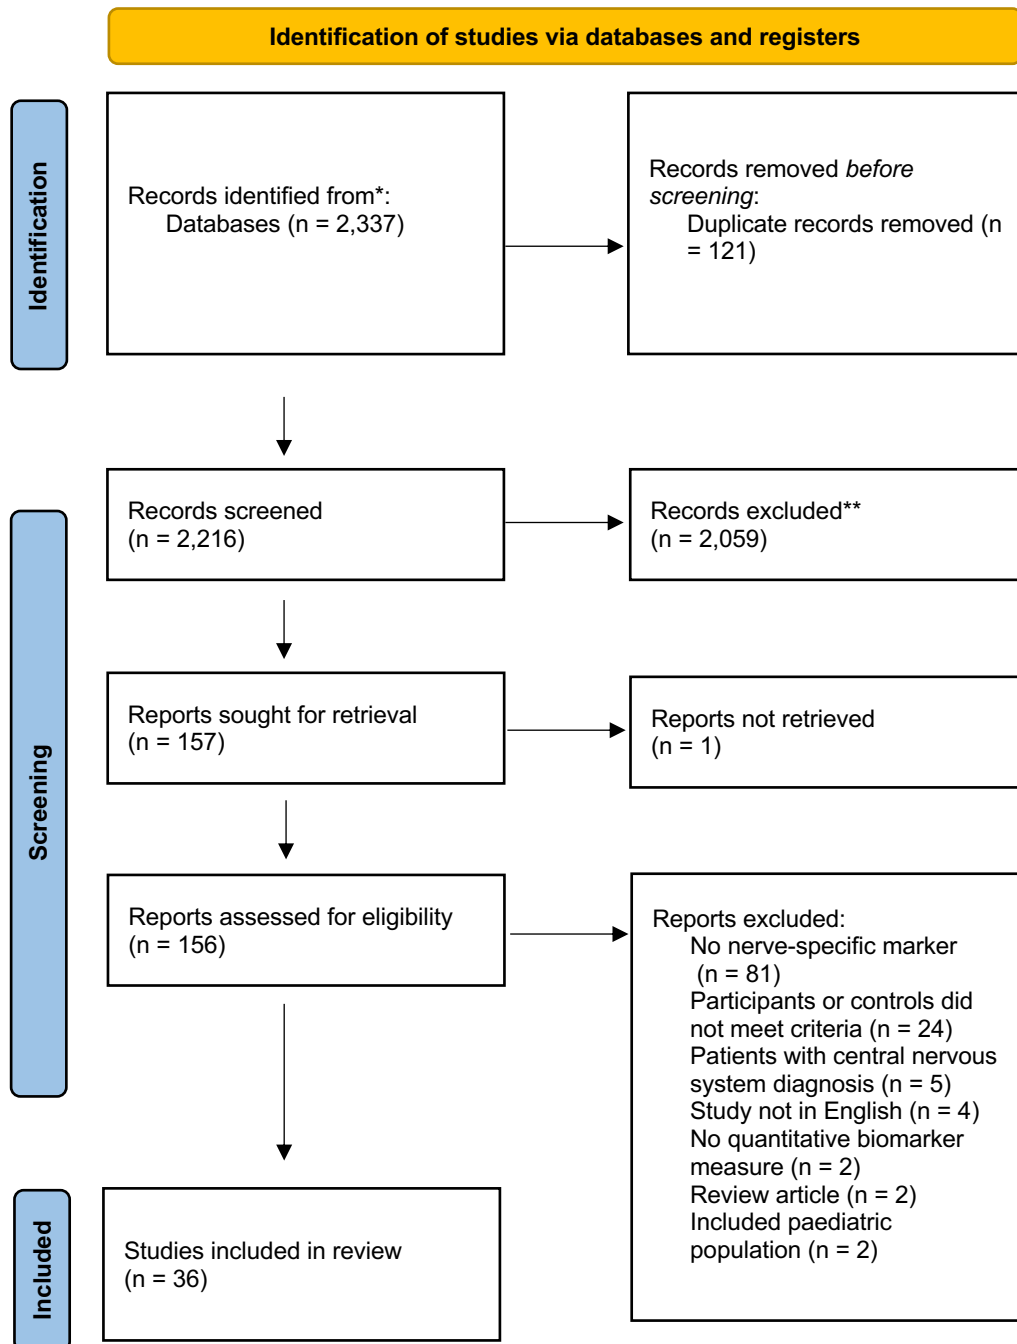 Identification of studies via databases and registers
Identification
Records identified from*:
Databases (n = 2,337)
Records removed before
screening:
Duplicate records removed (n
= 121)
Screening
Records screened
(n = 2,216)
Records excluded**
(n = 2,059)
Reports sought for retrieval
(n = 157)
Reports not retrieved
(n = 1)
Reports assessed for eligibility
(n = 156)
Reports excluded:
No nerve-specific marker
(n = 81)
Participants or controls did
not meet criteria (n = 24)
Patients with central nervous
system diagnosis (n = 5)
Study not in English (n = 4)
No quantitative biomarker
measure (n = 2)
Review article (n = 2)
Included paediatric
population (n = 2)
Included
Studies included in review
(n = 36)